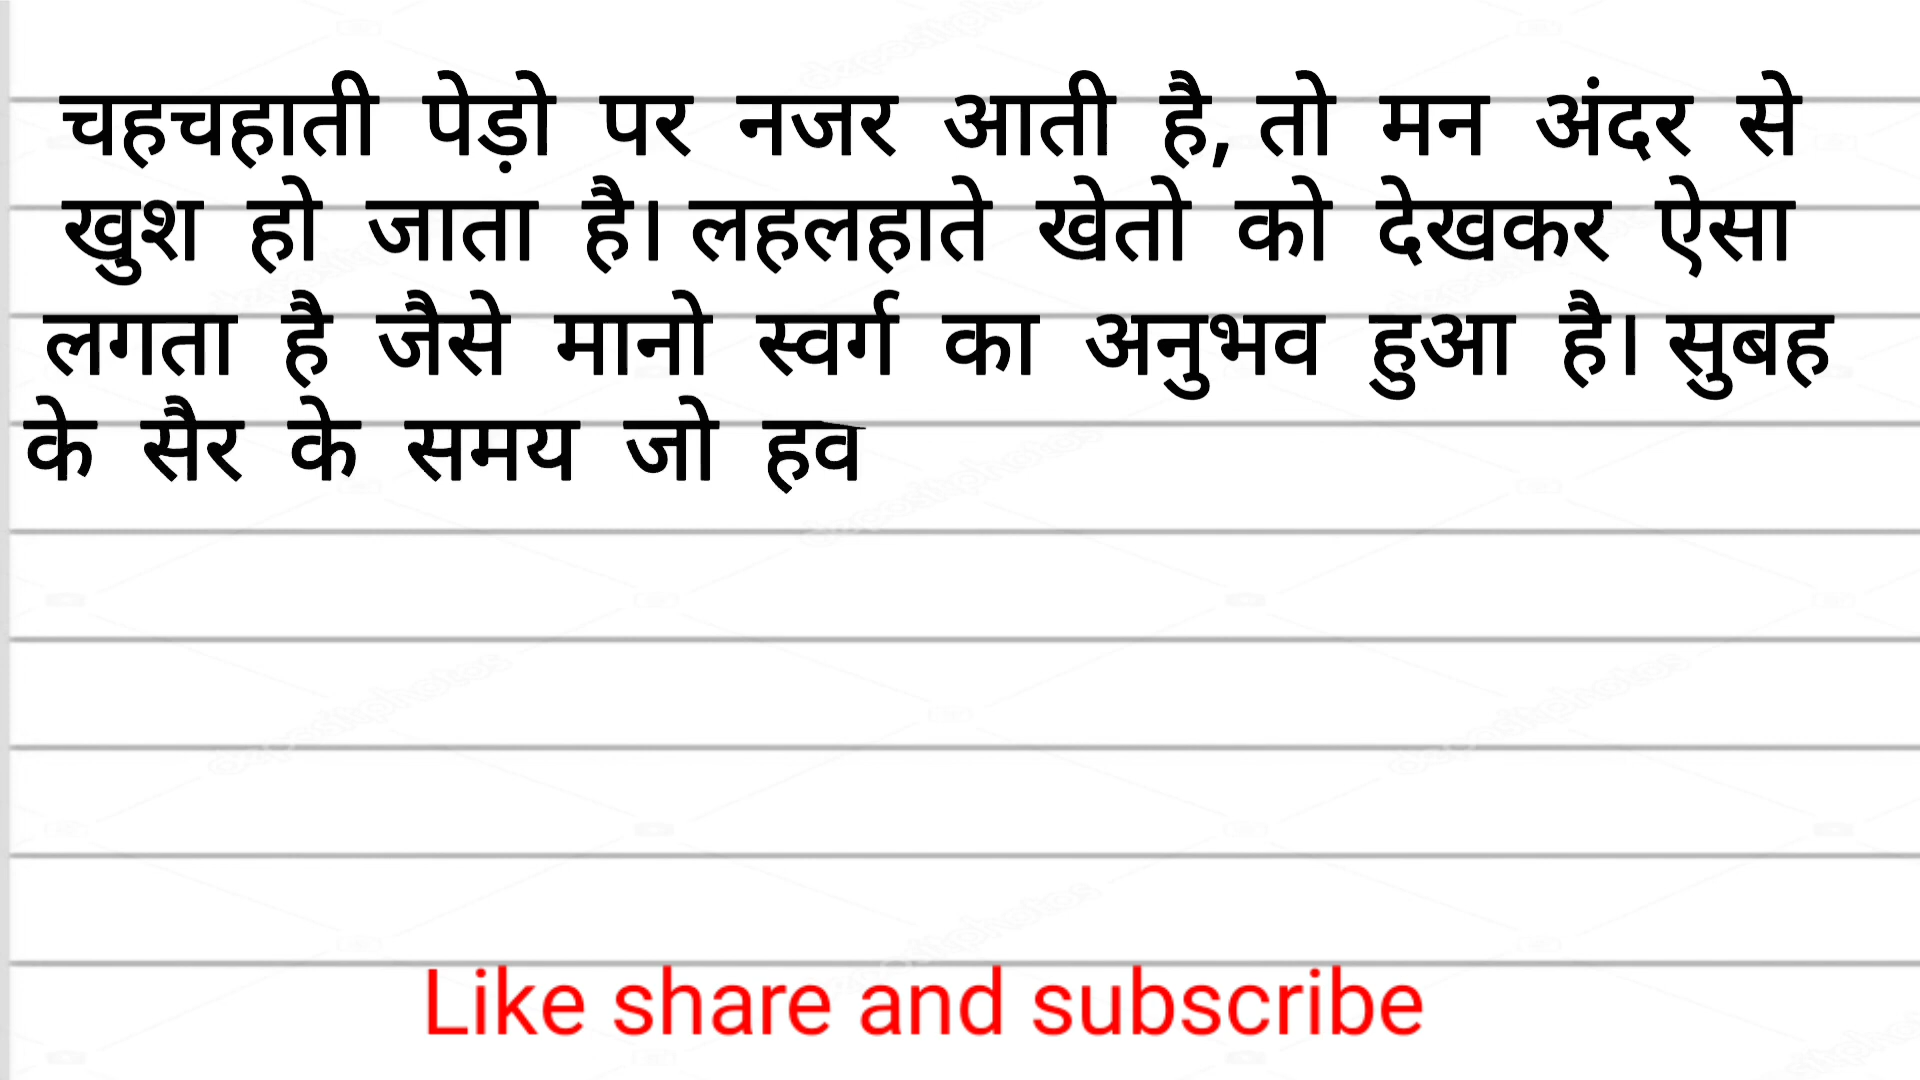 चहचहाती पेड़ो पर नजर आती है, तो मन अंदर से
खुश हो जाता है। लहलहाते खेतो को देखकर ऐसा
लगता है जैसे मानो स्वर्ग का अनुभव हुआ है। सुबह
के सैर के समय जो हव
Like share and subscribe